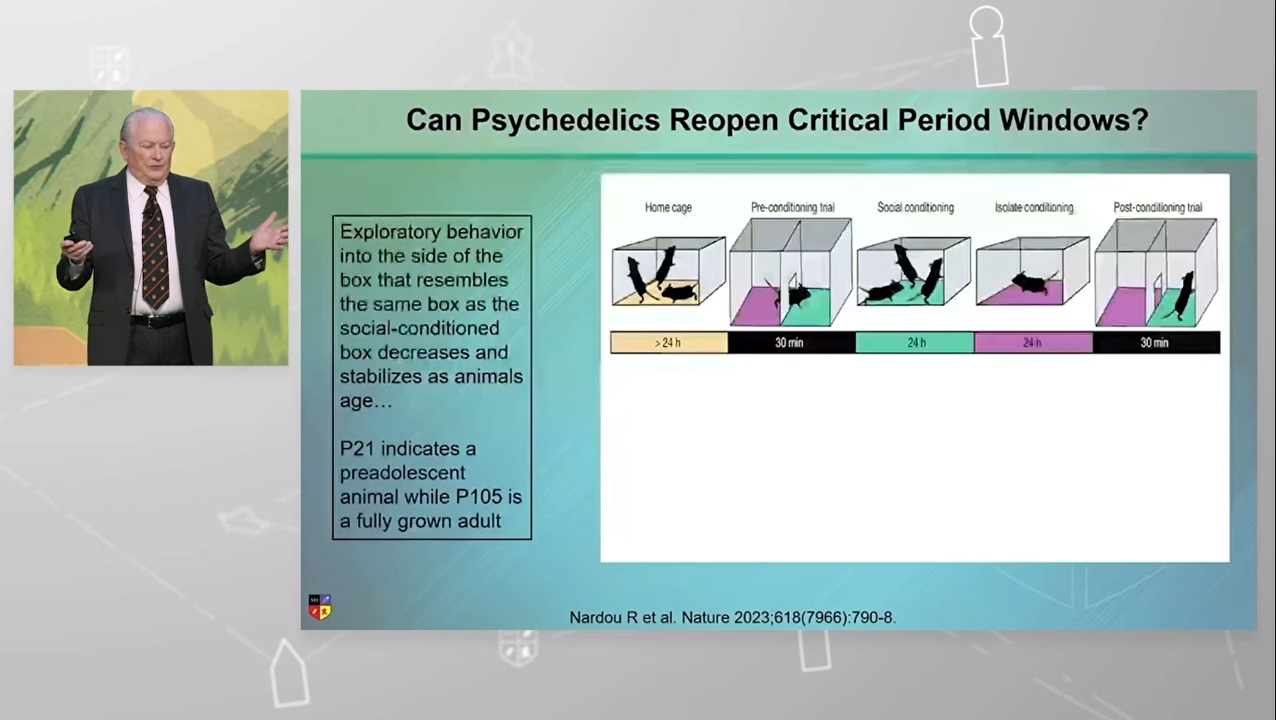 Can Psychedelics Reopen Critical Period Windows?
Exploratory behavior
into the side of the
box that resembles
the same box as the
social-conditioned
box decreases and
stabilizes as animals
age…
P21 indicates a
preadolescent
animal while P105 is
a fully grown adult
Home cage
Pre-conditioning trial
Social conditioning
Isolate conditioning
Post-conditioning trial
> 24 h
30 min
24 h
24 h
30 min
Nardou R et al. Nature 2023;618(7966):790-8.